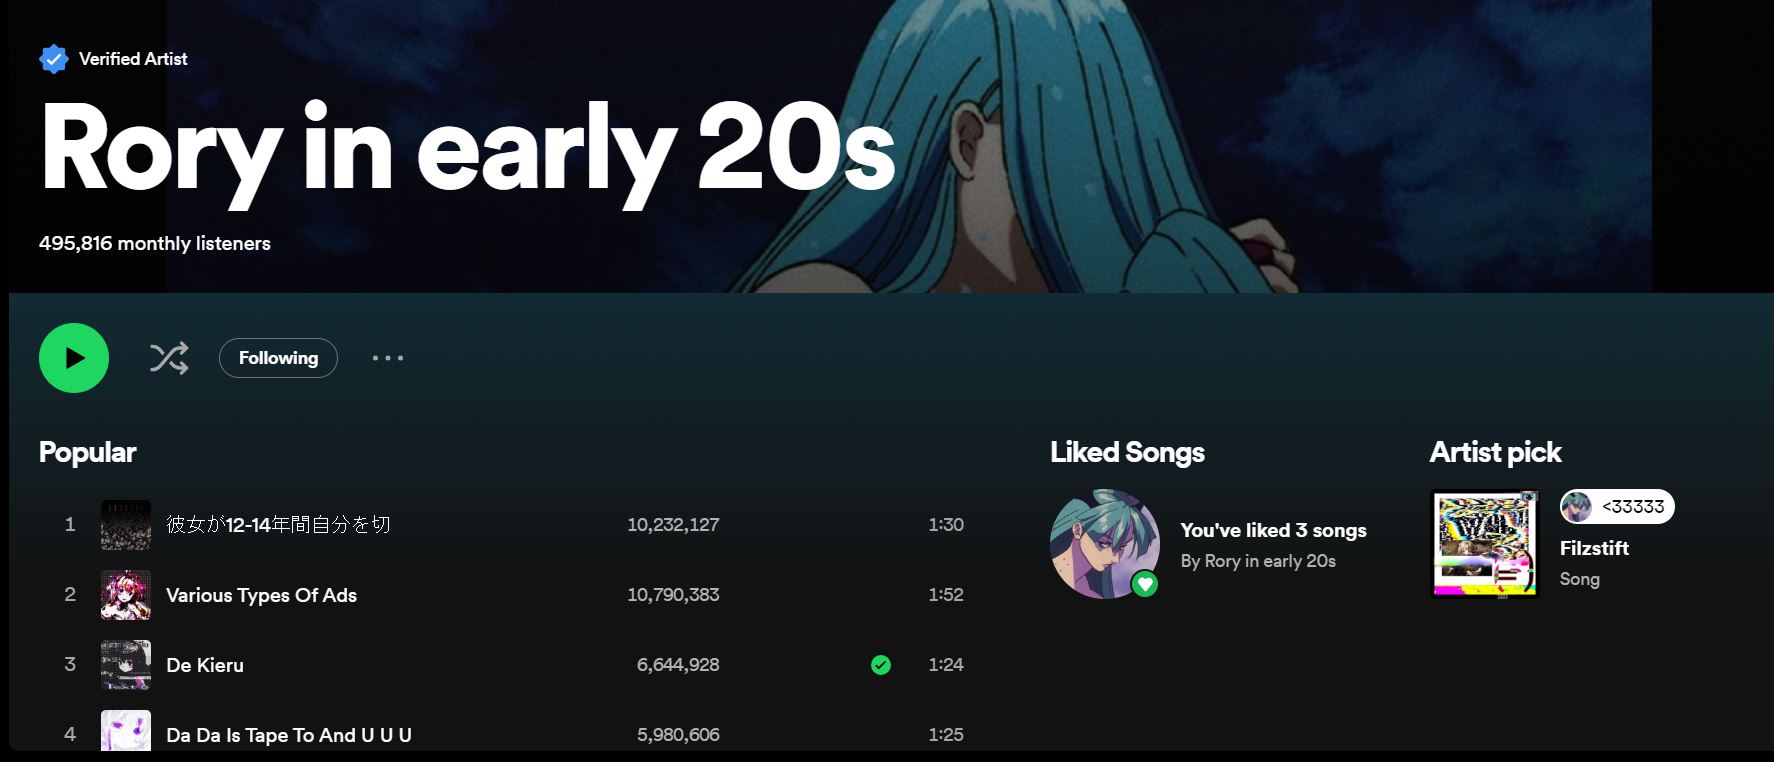 Verified Artist
Rory in early 20s
495,816 monthly listeners
Following
Popular
1 彼女が12-14年間自分を切 10,232,127 1:30
2 Various Types Of Ads 10,790,383 1:52
3 De Kieru 6,644,928 1:24
4 Da Da Is Tape To And U U U 5,980,606 1:25
Liked Songs
You've liked 3 songs
By Rory in early 20s
Artist pick
<33333
Filzstift
Song